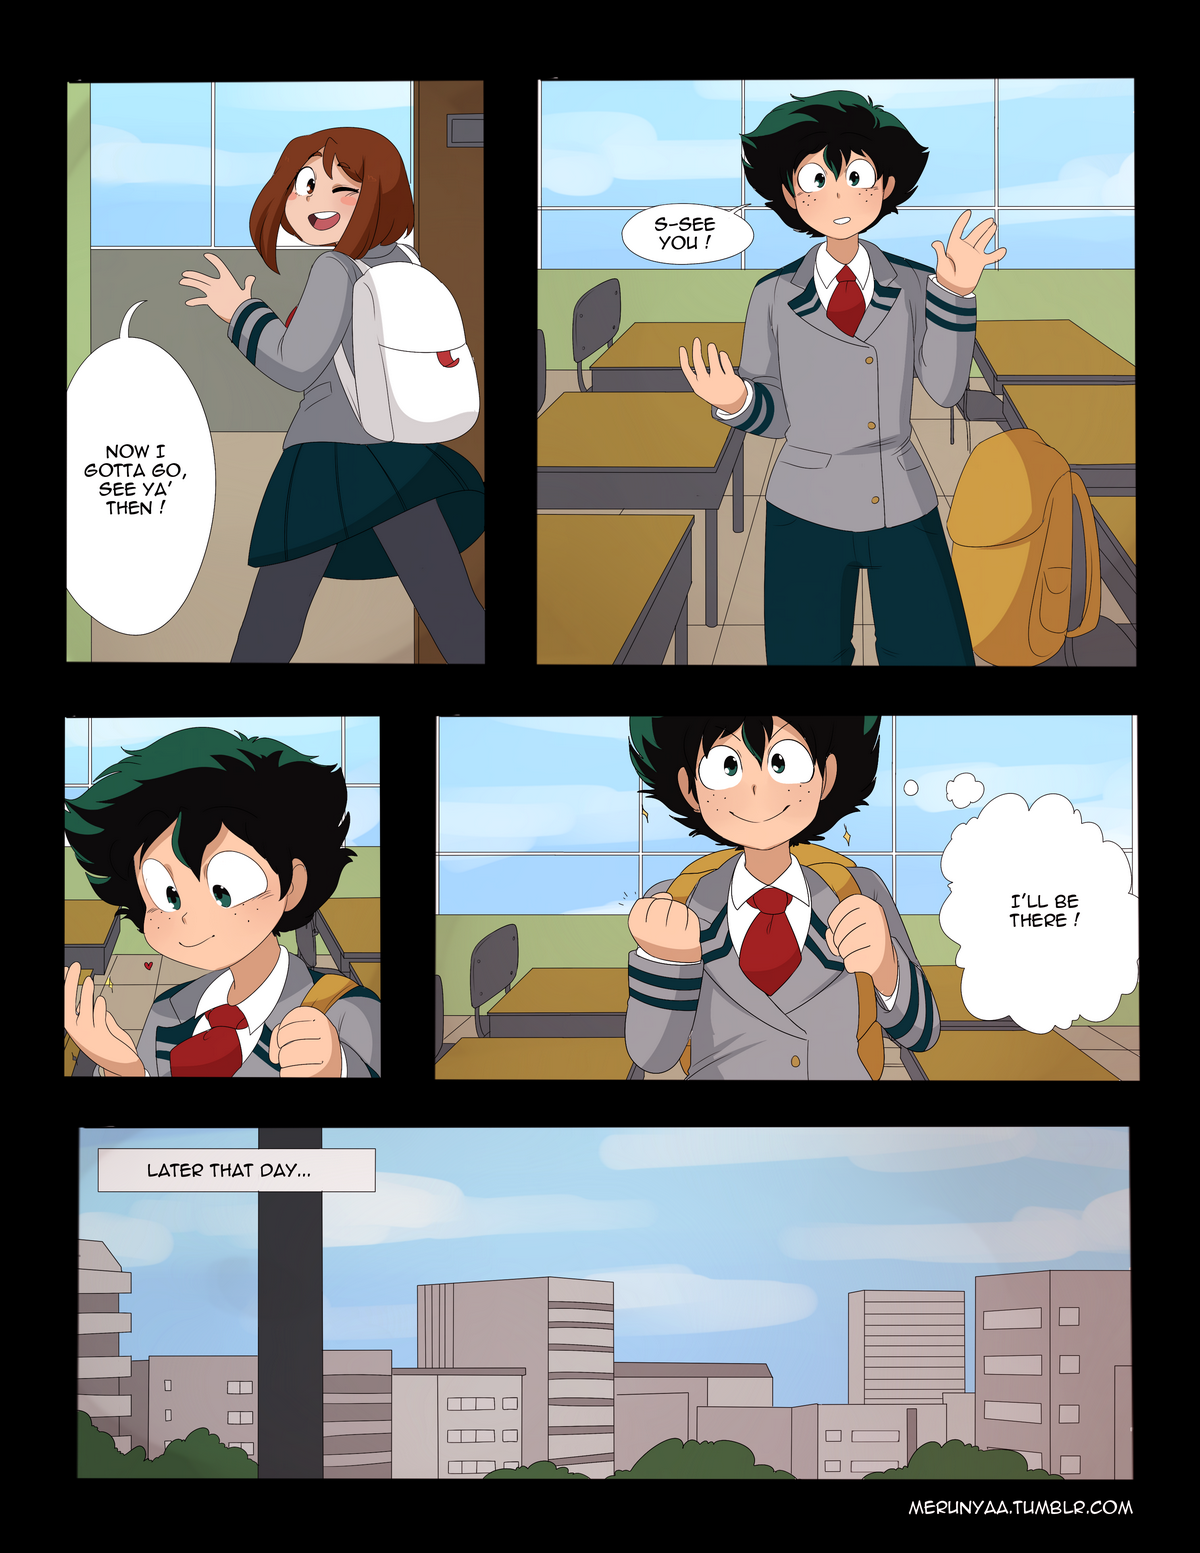 NOW I
GOTTA GO,
SEE YA'
THEN !
S-SEE
YOU !
I'LL BE
THERE !
LATER THAT DAY...
MERUNYAA.TUMBLR.COM